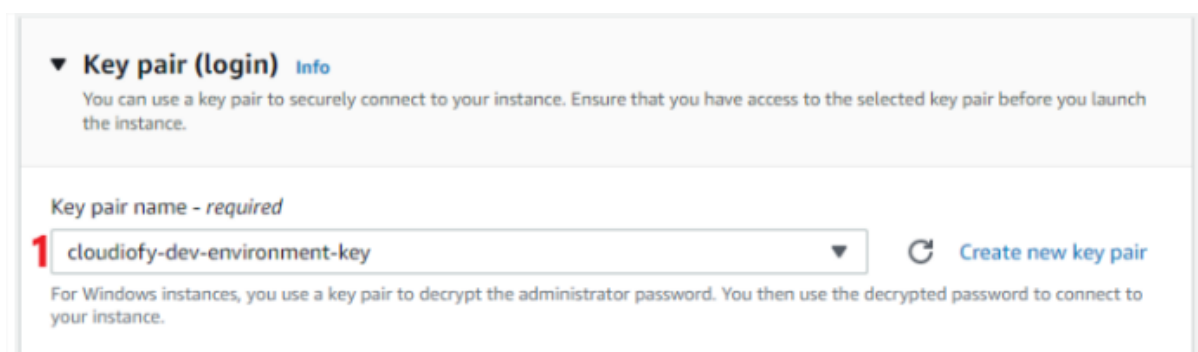 Key pair (login) Info
You can use a key pair to securely connect to your instance. Ensure that you have access to the selected key pair before you launch
the instance.
Key pair name - required
1 cloudiofy-dev-environment-key Create new key pair
For Windows instances, you use a key pair to decrypt the administrator password. You then use the decrypted password to connect to
your instance.